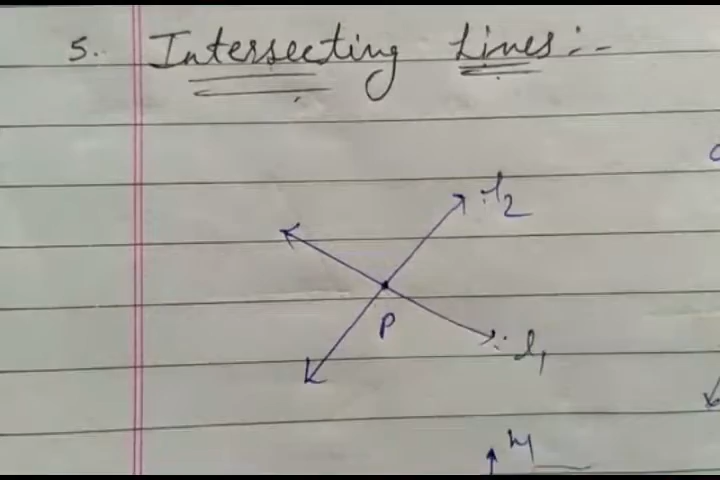 5. Intersecting Lines :-
l2
P
l1